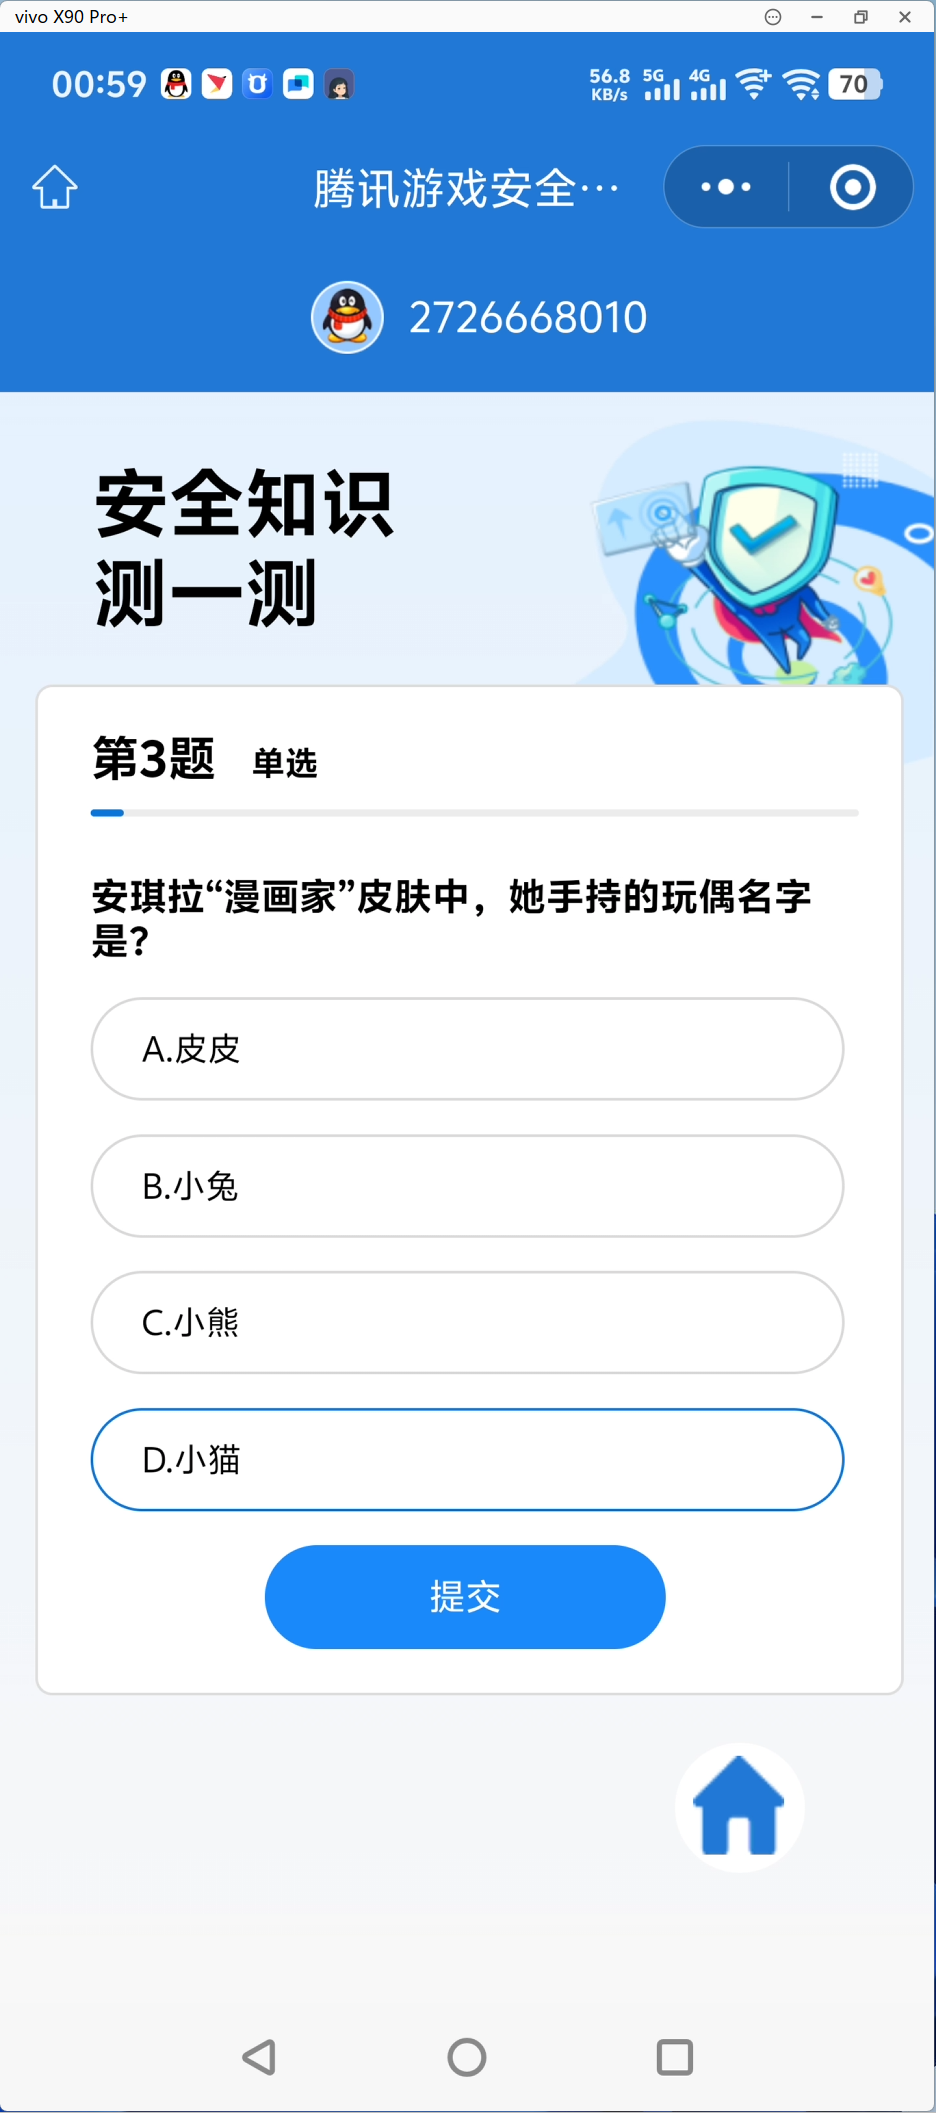 vivo X90 Pro+
00:59
56.8 KB/s 5G 4G 70
腾讯游戏安全···
2726668010
安全知识
测一测
第3题 单选
安琪拉“漫画家”皮肤中，她手持的玩偶名字
是？
A.皮皮
B.小兔
C.小熊
D.小猫
提交